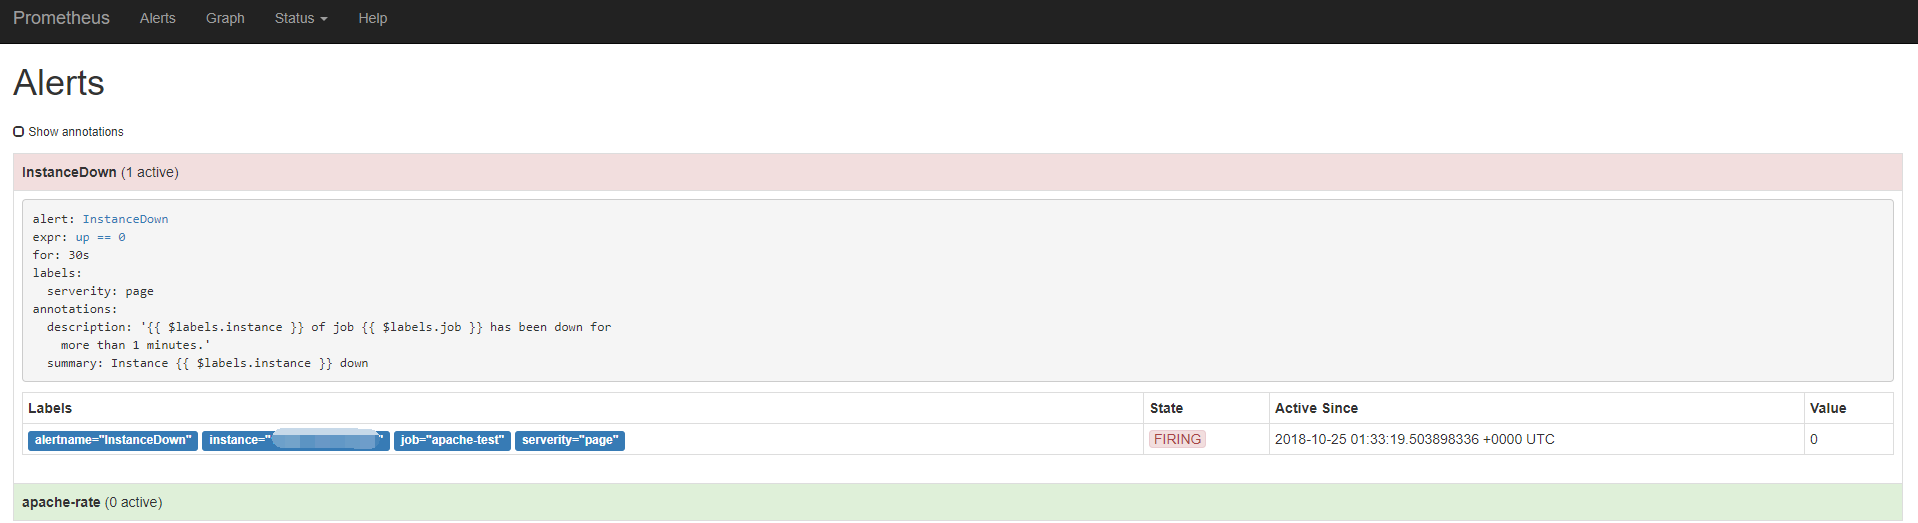 Prometheus Alerts Graph Status Help
Alerts
Show annotations
InstanceDown (1 active)
alert: InstanceDown
expr: up == 0
for: 30s
labels:
  serverity: page
annotations:
  description: '{{ $labels.instance }} of job {{ $labels.job }} has been down for
    more than 1 minutes.'
  summary: Instance {{ $labels.instance }} down
Labels State Active Since Value
alertname="InstanceDown" instance=" " job="apache-test" serverity="page" FIRING 2018-10-25 01:33:19.503898336 +0000 UTC 0
apache-rate (0 active)